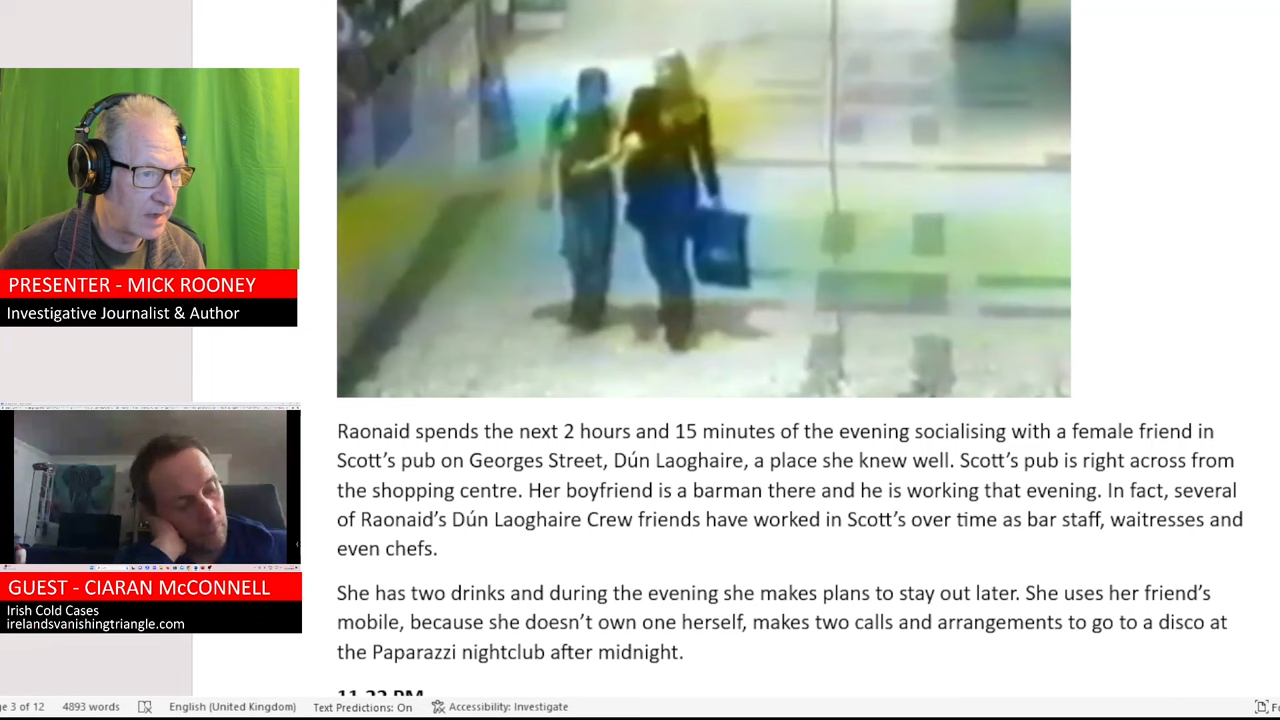 PRESENTER - MICK ROONEY
Investigative Journalist & Author
GUEST - CIARAN McCONNELL
Irish Cold Cases
irelandsvanishingtriangle.com
Raonaid spends the next 2 hours and 15 minutes of the evening socialising with a female friend in
Scott's pub on Georges Street, Dún Laoghaire, a place she knew well. Scott's pub is right across from
the shopping centre. Her boyfriend is a barman there and he is working that evening. In fact, several
of Raonaid's Dún Laoghaire Crew friends have worked in Scott's over time as bar staff, waitresses and
even chefs.
She has two drinks and during the evening she makes plans to stay out later. She uses her friend's
mobile, because she doesn't own one herself, makes two calls and arrangements to go to a disco at
the Paparazzi nightclub after midnight.
11.22 PM
3 of 12 4893 words English (United Kingdom) Text Predictions: On Accessibility: Investigate